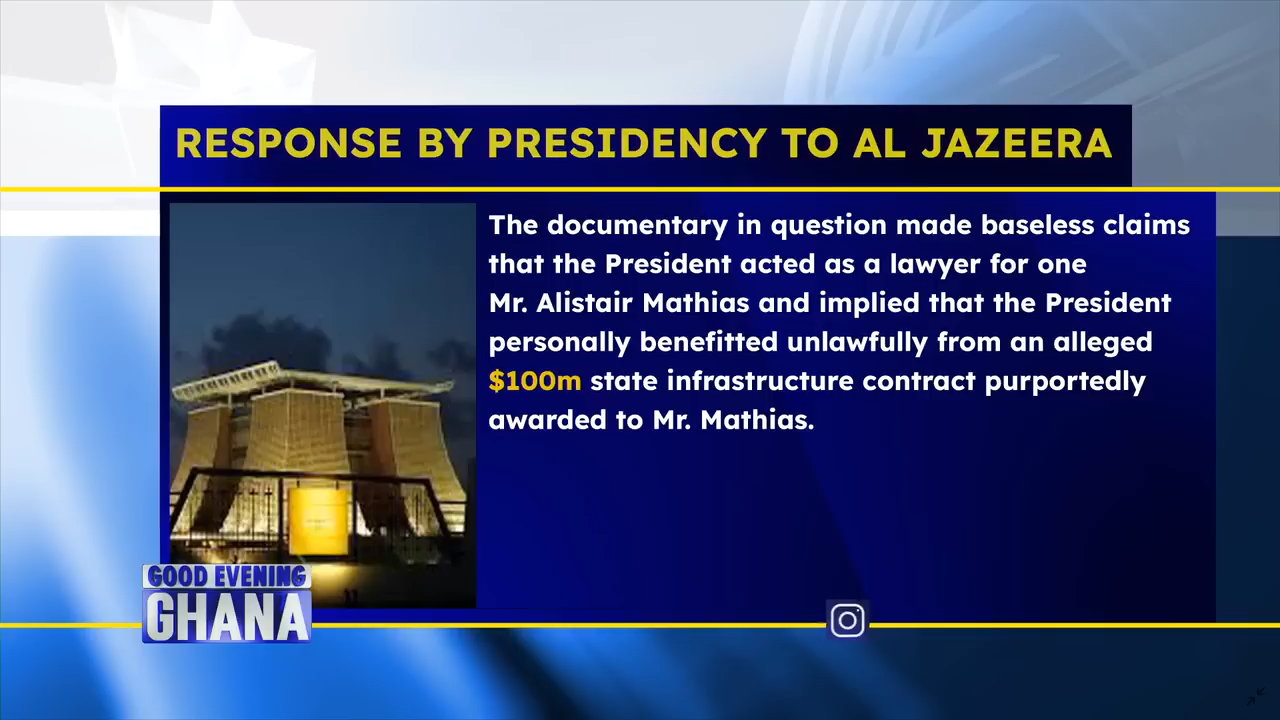 RESPONSE BY PRESIDENCY TO AL JAZEERA
The documentary in question made baseless claims
that the President acted as a lawyer for one
Mr. Alistair Mathias and implied that the President
personally benefitted unlawfully from an alleged
$100m state infrastructure contract purportedly
awarded to Mr. Mathias.
GOOD EVENING
GHANA